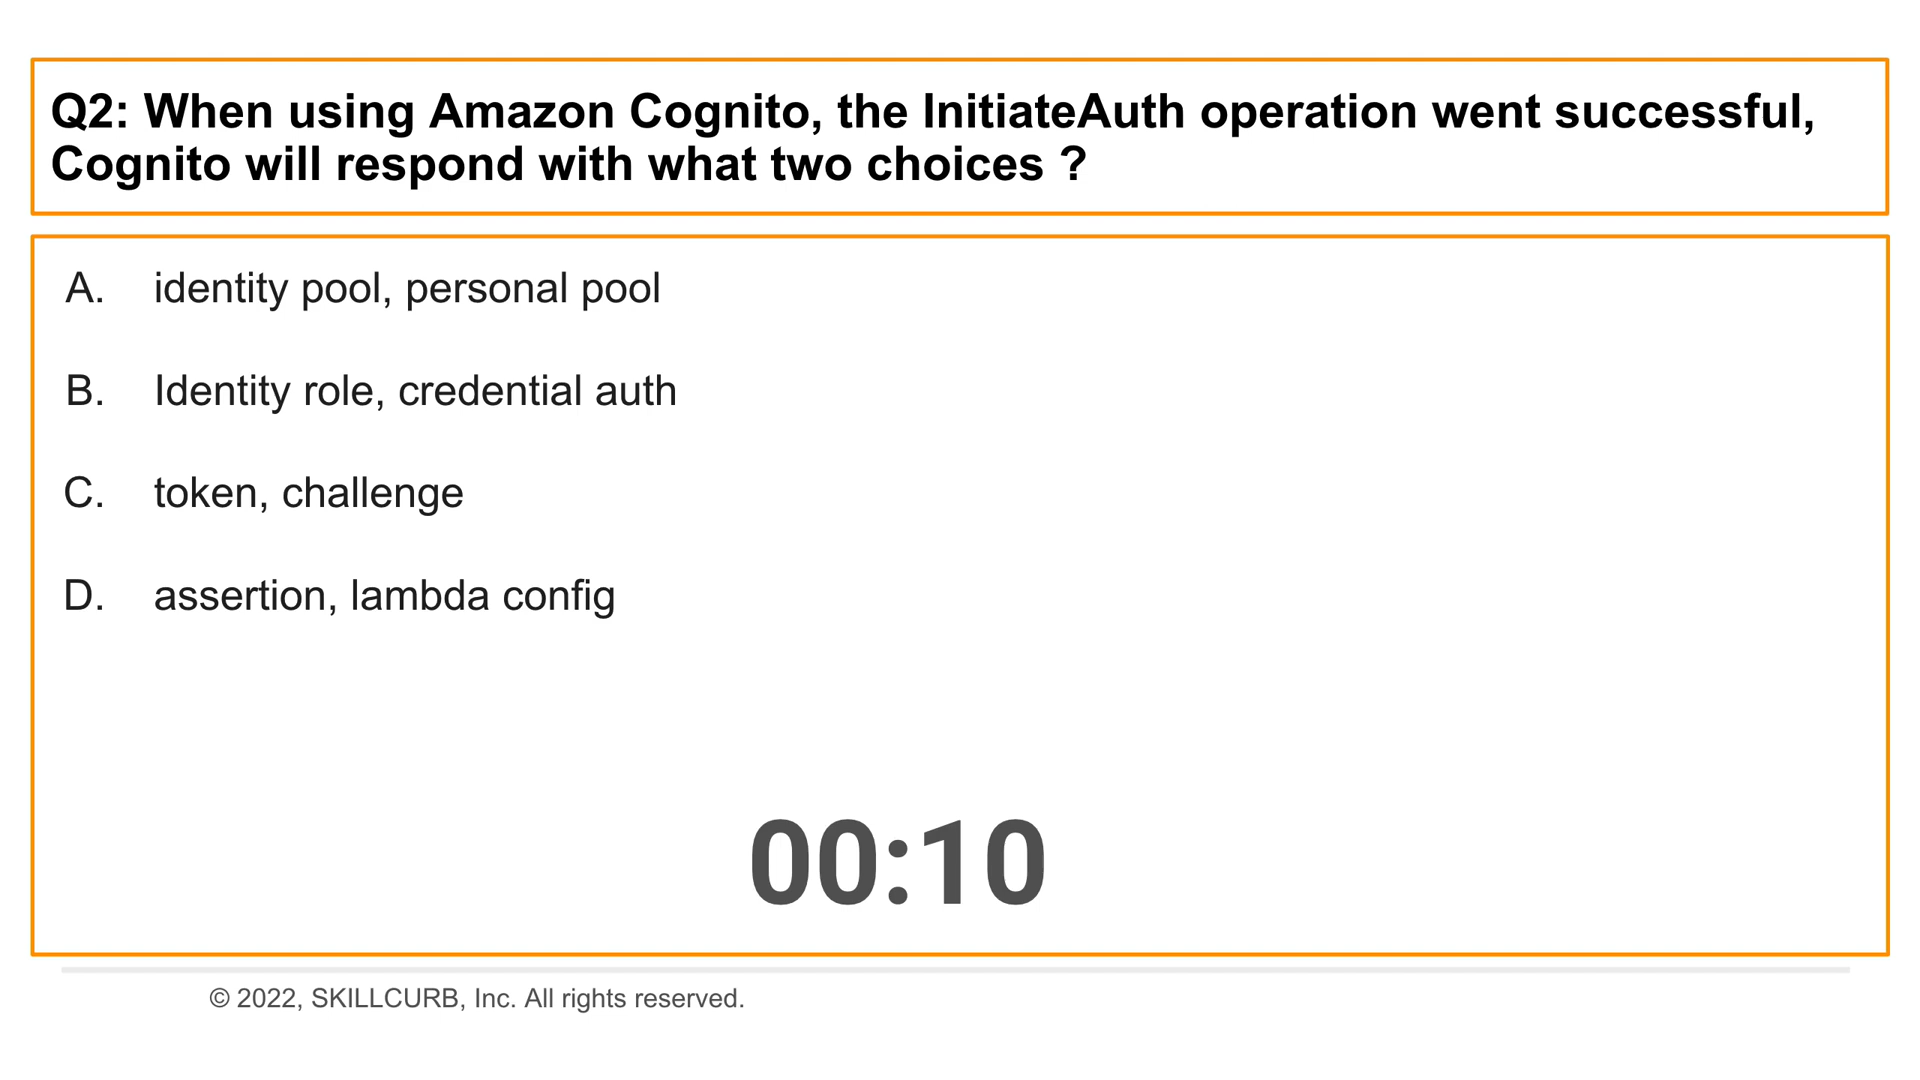 Q2: When using Amazon Cognito, the InitiateAuth operation went successful,
Cognito will respond with what two choices ?
A. identity pool, personal pool
B. Identity role, credential auth
C. token, challenge
D. assertion, lambda config
00:10
© 2022, SKILLCURB, Inc. All rights reserved.